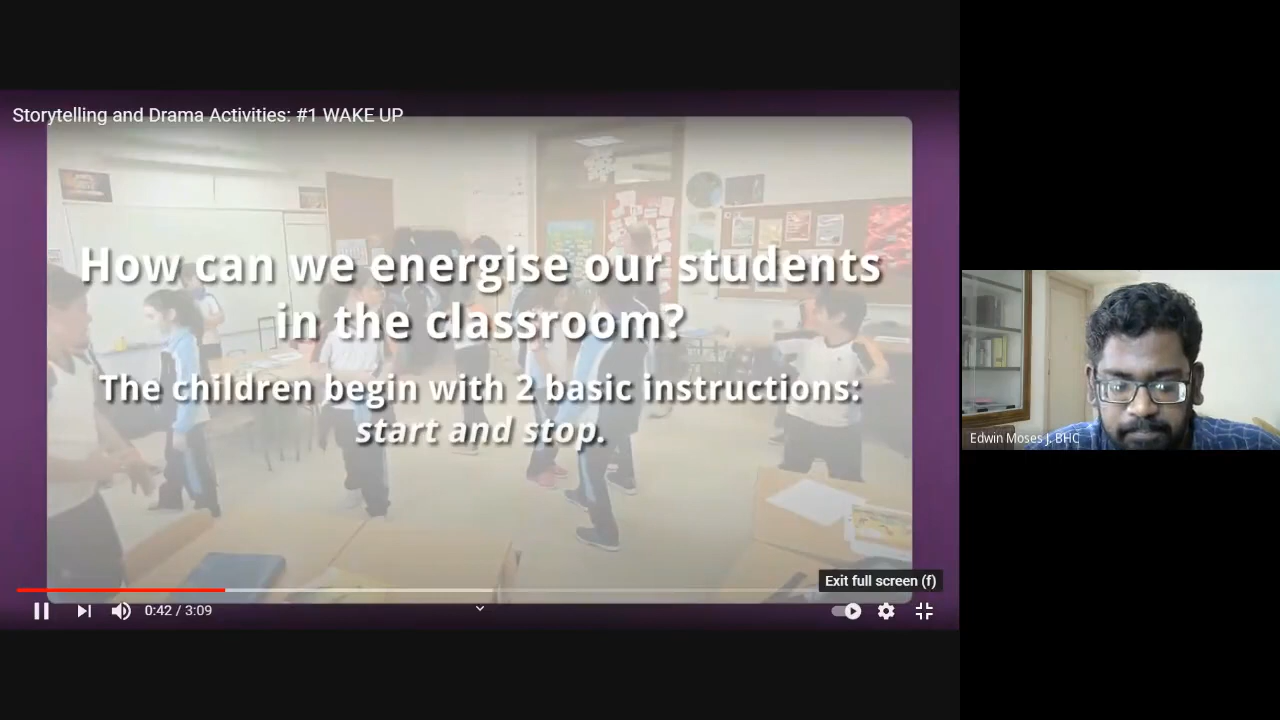 Storytelling and Drama Activities: #1 WAKE UP
How can we energise our students
in the classroom?
The children begin with 2 basic instructions:
start and stop.
Edwin Moses J, BHC
Exit full screen (f)
0:42 / 3:09